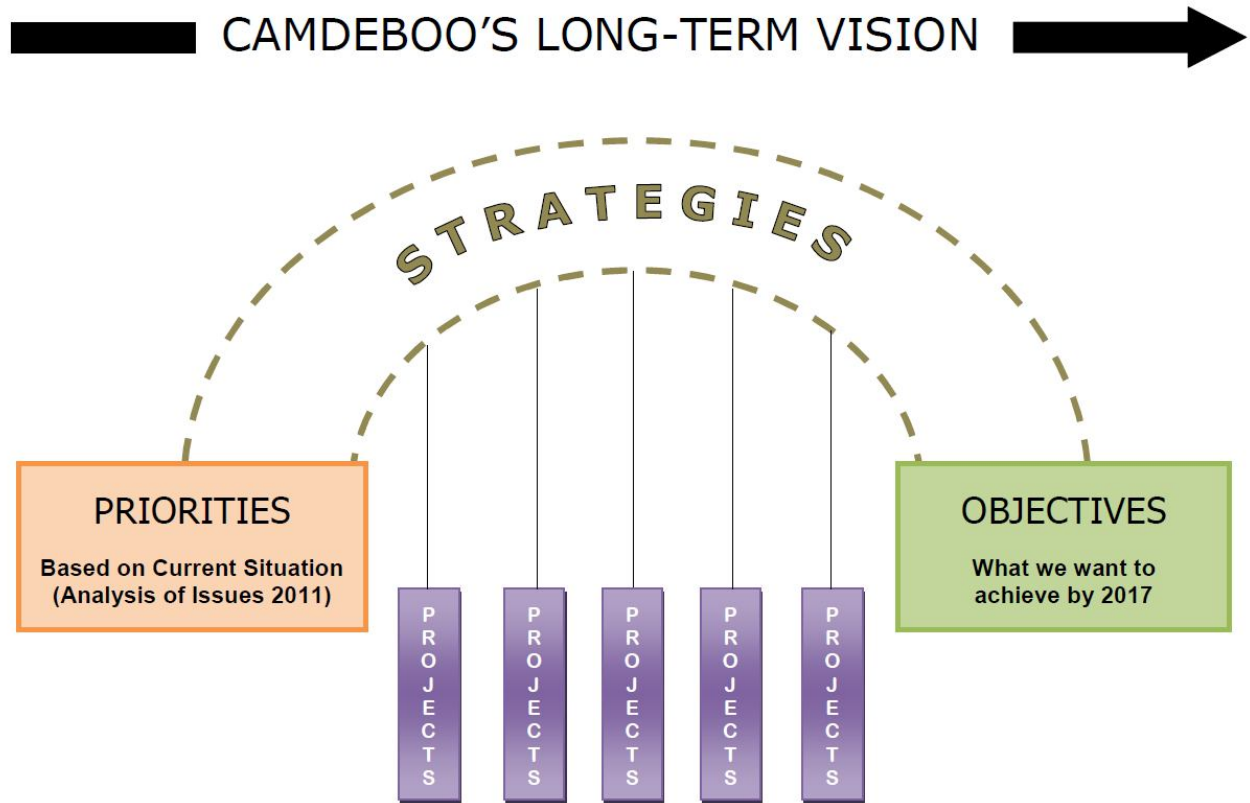 CAMDEBOO'S LONG-TERM VISION
STRATEGIES
PRIORITIES
Based on Current Situation
(Analysis of Issues 2011)
OBJECTIVES
What we want to
achieve by 2017
PROJECTS
PROJECTS
PROJECTS
PROJECTS
PROJECTS